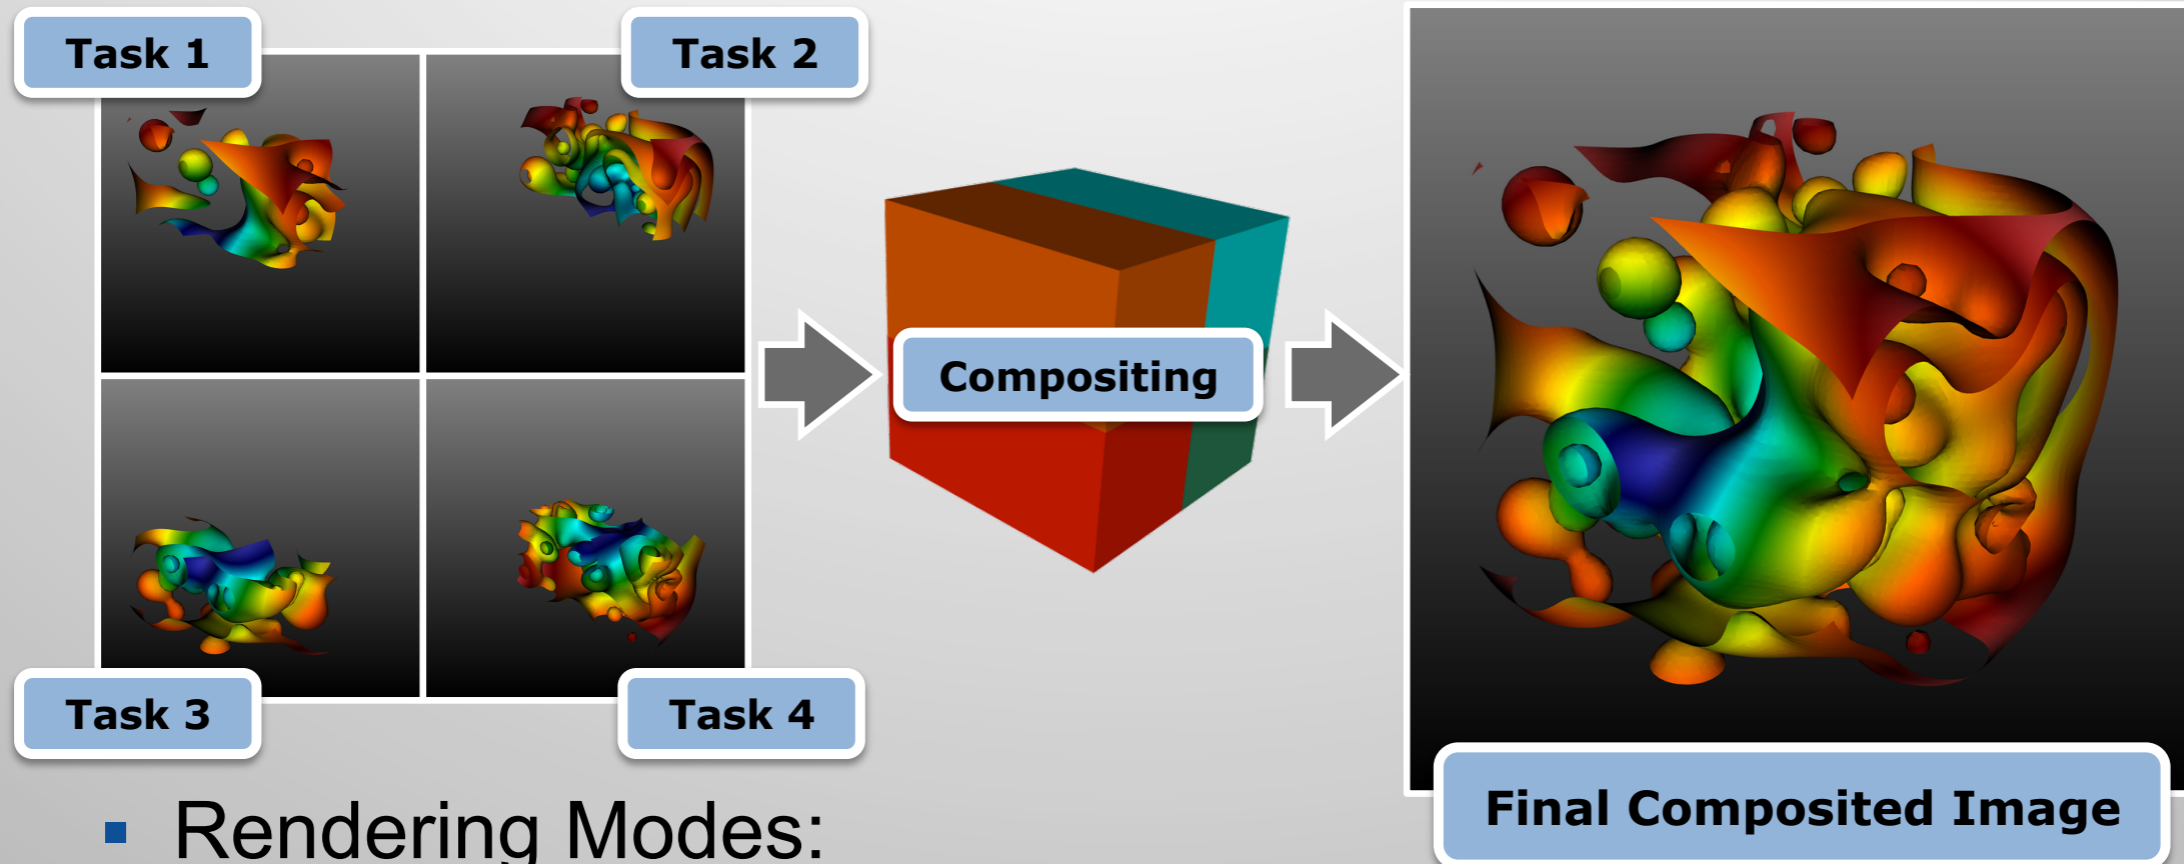 Task 1
Task 2
Compositing
Task 3
Task 4
Final Composited Image
▪ Rendering Modes: